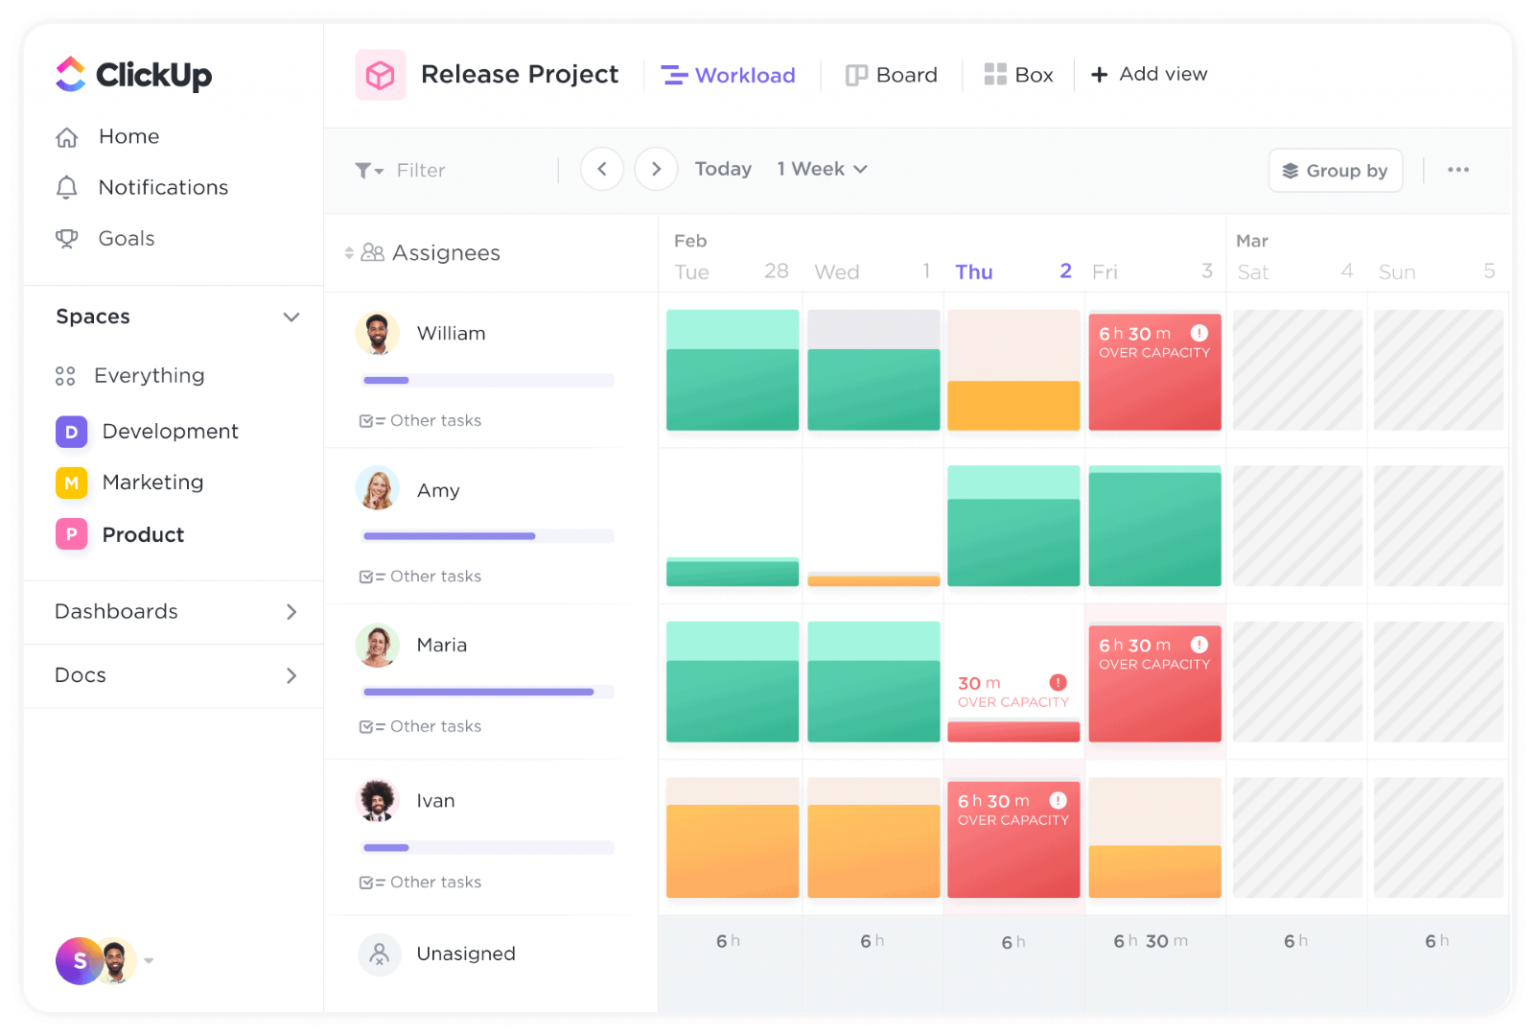 ClickUp
Home
Notifications
Goals
Spaces
Everything
D Development
M Marketing
P Product
Dashboards
Docs
S
Release Project
Workload
Board
Box
+ Add view
Filter
Today
1 Week
Group by
Assignees
Feb
Mar
Tue 28
Wed 1
Thu 2
Fri 3
Sat 4
Sun 5
William
Other tasks
6 h 30 m
OVER CAPACITY
Amy
Other tasks
Maria
Other tasks
30 m
OVER CAPACITY
6 h 30 m
OVER CAPACITY
Ivan
Other tasks
6 h 30 m
OVER CAPACITY
Unasigned
6 h
6 h
6 h
6 h 30 m
6 h
6 h